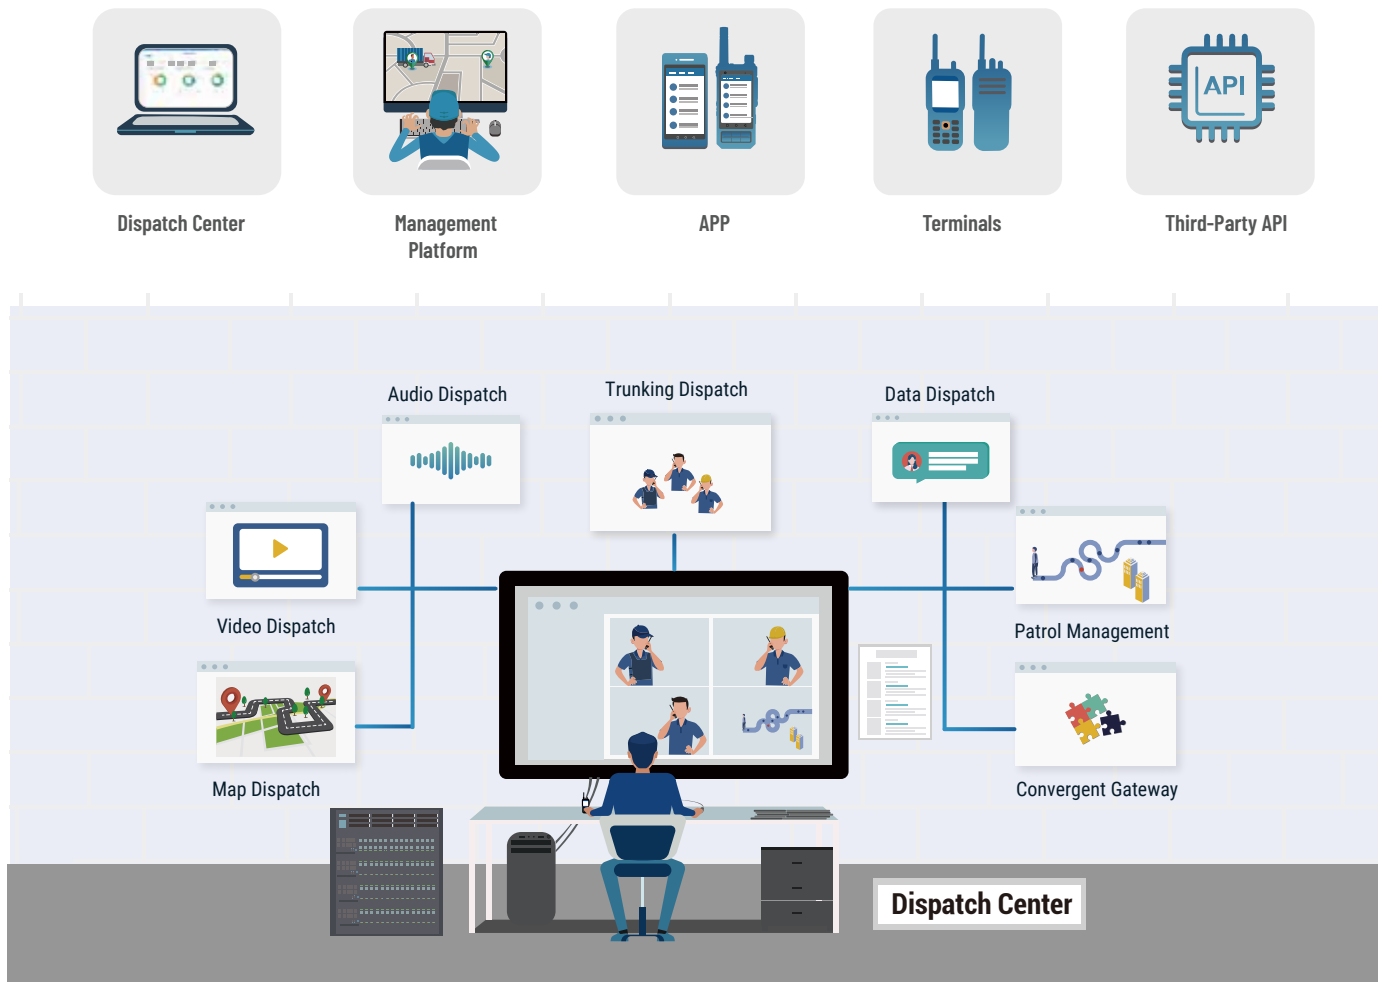 API
Dispatch Center
Management
Platform
APP
Terminals
Third-Party API
Audio Dispatch
Trunking Dispatch
Data Dispatch
Video Dispatch
Patrol Management
Map Dispatch
Convergent Gateway
Dispatch Center